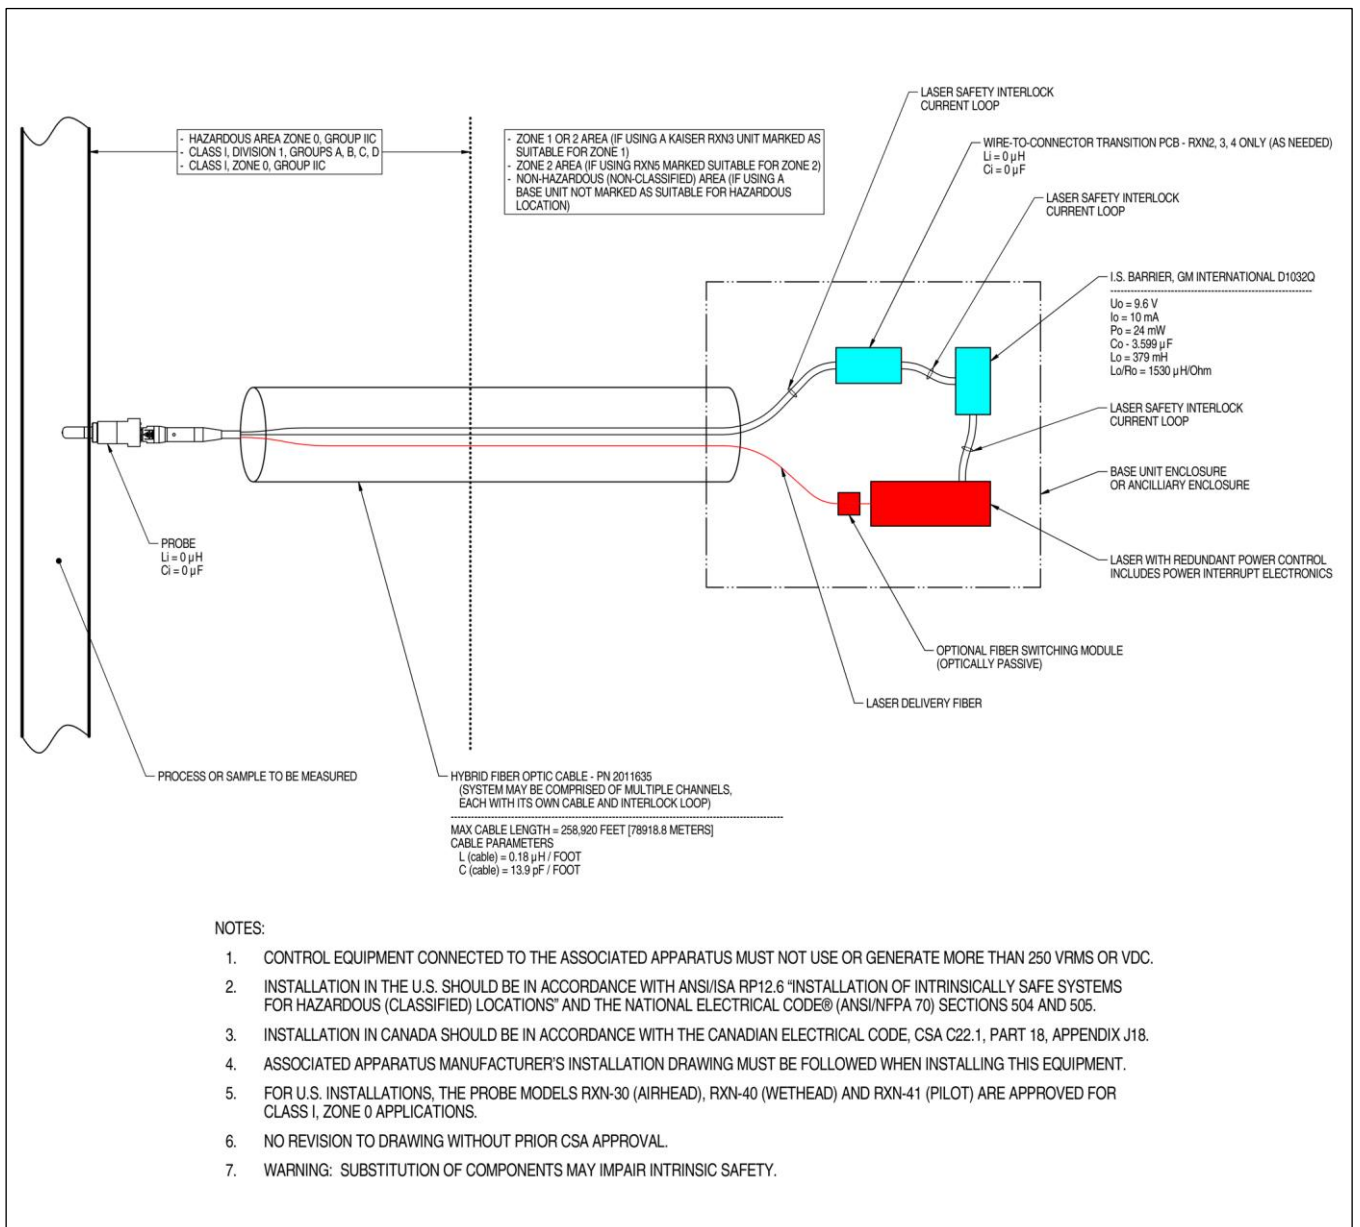 LASER SAFETY INTERLOCK
CURRENT LOOP
WIRE-TO-CONNECTOR TRANSITION PCB - RXN2, 3, 4 ONLY (AS NEEDED)
Li = 0 µH
Ci = 0 µF
- HAZARDOUS AREA ZONE 0, GROUP IIC
- CLASS I, DIVISION 1, GROUPS A, B, C, D
- CLASS I, ZONE 0, GROUP IIC
- ZONE 1 OR 2 AREA (IF USING A KAISER RXN3 UNIT MARKED AS
SUITABLE FOR ZONE 1)
- ZONE 2 AREA (IF USING RXN5 MARKED SUITABLE FOR ZONE 2)
- NON-HAZARDOUS (NON-CLASSIFIED) AREA (IF USING A
BASE UNIT NOT MARKED AS SUITABLE FOR HAZARDOUS
LOCATION)
LASER SAFETY INTERLOCK
CURRENT LOOP
I.S. BARRIER, GM INTERNATIONAL D1032Q
Uo = 9.6 V
Io = 10 mA
Po = 24 mW
Co - 3.599 µF
Lo = 379 mH
Lo/Ro = 1530 µH/Ohm
LASER SAFETY INTERLOCK
CURRENT LOOP
BASE UNIT ENCLOSURE
OR ANCILLIARY ENCLOSURE
PROBE
Li = 0 µH
Ci = 0 µF
LASER WITH REDUNDANT POWER CONTROL
INCLUDES POWER INTERRUPT ELECTRONICS
OPTIONAL FIBER SWITCHING MODULE
(OPTICALLY PASSIVE)
LASER DELIVERY FIBER
PROCESS OR SAMPLE TO BE MEASURED
HYBRID FIBER OPTIC CABLE - PN 2011635
(SYSTEM MAY BE COMPRISED OF MULTIPLE CHANNELS,
EACH WITH ITS OWN CABLE AND INTERLOCK LOOP)
MAX CABLE LENGTH = 258,920 FEET [78918.8 METERS]
CABLE PARAMETERS
L (cable) = 0.18 µH / FOOT
C (cable) = 13.9 pF / FOOT
NOTES:
1. CONTROL EQUIPMENT CONNECTED TO THE ASSOCIATED APPARATUS MUST NOT USE OR GENERATE MORE THAN 250 VRMS OR VDC.
2. INSTALLATION IN THE U.S. SHOULD BE IN ACCORDANCE WITH ANSI/ISA RP12.6 “INSTALLATION OF INTRINSICALLY SAFE SYSTEMS
FOR HAZARDOUS (CLASSIFIED) LOCATIONS” AND THE NATIONAL ELECTRICAL CODE® (ANSI/NFPA 70) SECTIONS 504 AND 505.
3. INSTALLATION IN CANADA SHOULD BE IN ACCORDANCE WITH THE CANADIAN ELECTRICAL CODE, CSA C22.1, PART 18, APPENDIX J18.
4. ASSOCIATED APPARATUS MANUFACTURER'S INSTALLATION DRAWING MUST BE FOLLOWED WHEN INSTALLING THIS EQUIPMENT.
5. FOR U.S. INSTALLATIONS, THE PROBE MODELS RXN-30 (AIRHEAD), RXN-40 (WETHEAD) AND RXN-41 (PILOT) ARE APPROVED FOR
CLASS I, ZONE 0 APPLICATIONS.
6. NO REVISION TO DRAWING WITHOUT PRIOR CSA APPROVAL.
7. WARNING: SUBSTITUTION OF COMPONENTS MAY IMPAIR INTRINSIC SAFETY.